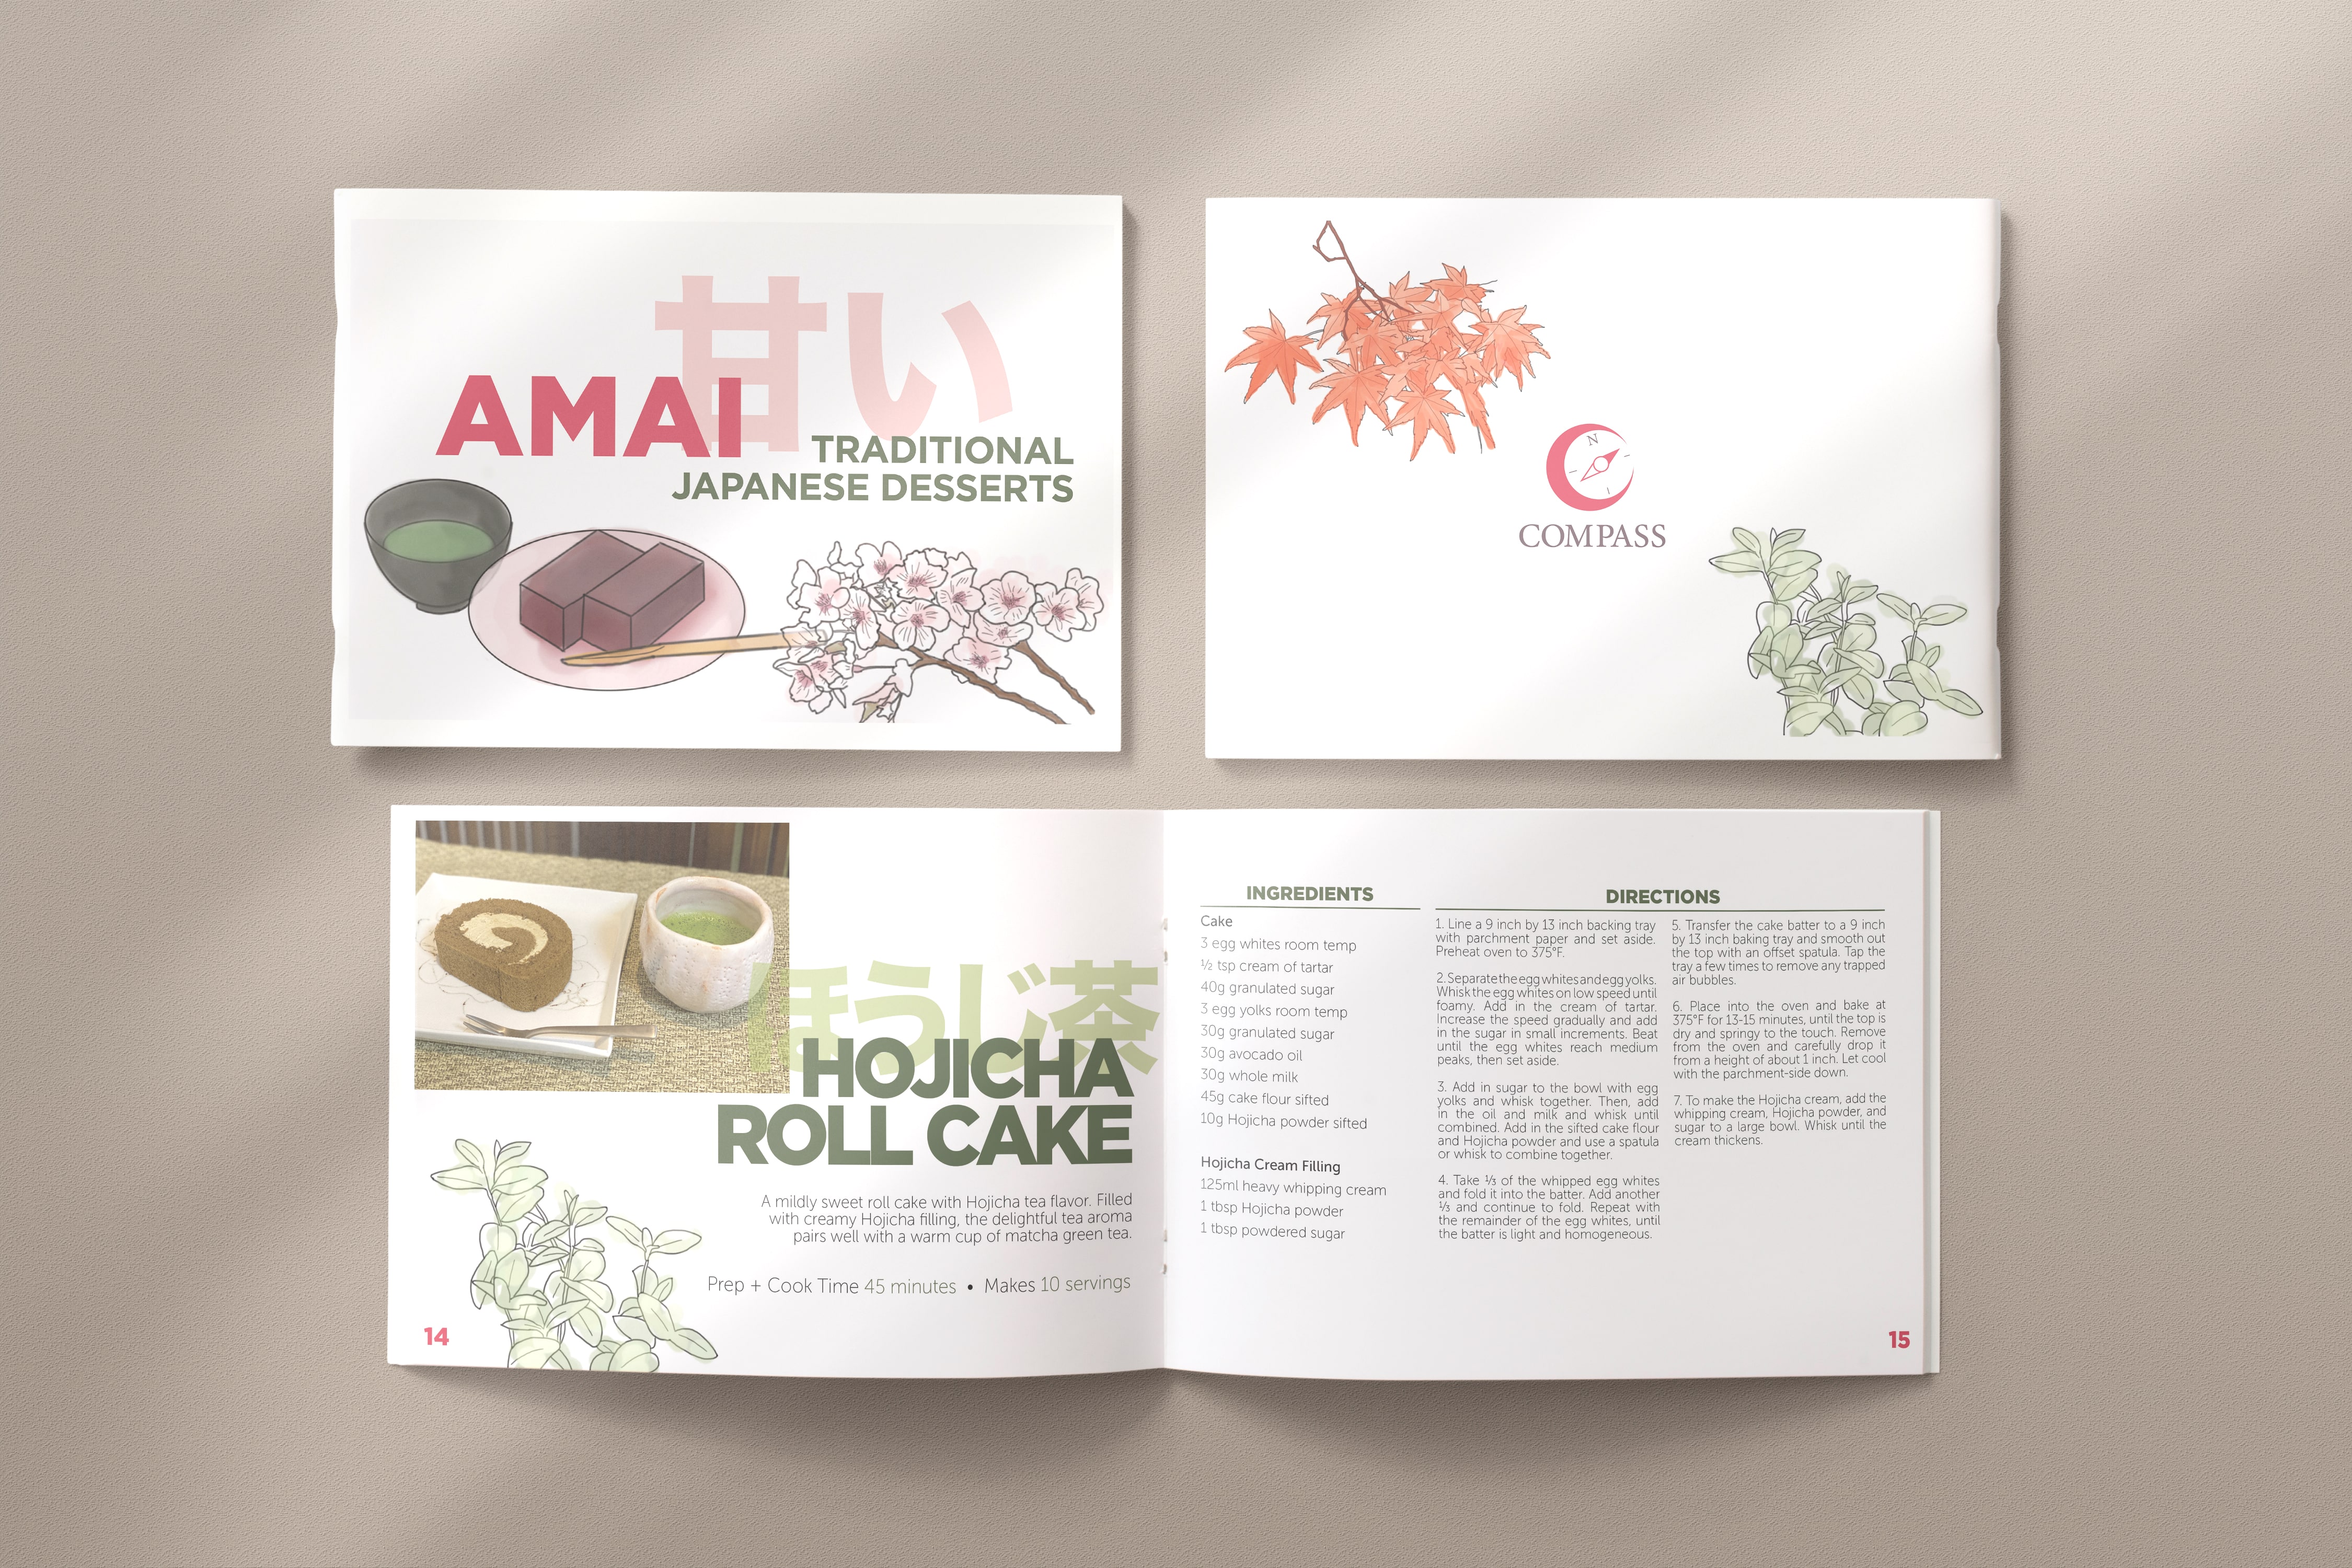 甘い
AMAI
TRADITIONAL
JAPANESE DESSERTS
N
COMPASS
ほうじ茶
HOJICHA
ROLL CAKE
A mildly sweet roll cake with Hojicha tea flavor. Filled
with creamy Hojicha filling, the delightful tea aroma
pairs well with a warm cup of matcha green tea.
Prep + Cook Time 45 minutes • Makes 10 servings
14
INGREDIENTS
Cake
3 egg whites room temp
½ tsp cream of tartar
40g granulated sugar
3 egg yolks room temp
30g granulated sugar
30g avocado oil
30g whole milk
45g cake flour sifted
10g Hojicha powder sifted
Hojicha Cream Filling
125ml heavy whipping cream
1 tbsp Hojicha powder
1 tbsp powdered sugar
DIRECTIONS
1. Line a 9 inch by 13 inch backing tray
with parchment paper and set aside.
Preheat oven to 375°F.
2. Separate the egg whites and egg yolks.
Whisk the egg whites on low speed until
foamy. Add in the cream of tartar.
Increase the speed gradually and add
in the sugar in small increments. Beat
until the egg whites reach medium
peaks, then set aside.
3. Add in sugar to the bowl with egg
yolks and whisk together. Then, add
in the oil and milk and whisk until
combined. Add in the sifted cake flour
and Hojicha powder and use a spatula
or whisk to combine together.
4. Take ⅓ of the whipped egg whites
and fold it into the batter. Add another
⅓ and continue to fold. Repeat with
the remainder of the egg whites, until
the batter is light and homogeneous.
5. Transfer the cake batter to a 9 inch
by 13 inch baking tray and smooth out
the top with an offset spatula. Tap the
tray a few times to remove any trapped
air bubbles.
6. Place into the oven and bake at
375°F for 13-15 minutes, until the top is
dry and springy to the touch. Remove
from the oven and carefully drop it
from a height of about 1 inch. Let cool
with the parchment-side down.
7. To make the Hojicha cream, add the
whipping cream, Hojicha powder, and
sugar to a large bowl. Whisk until the
cream thickens.
15